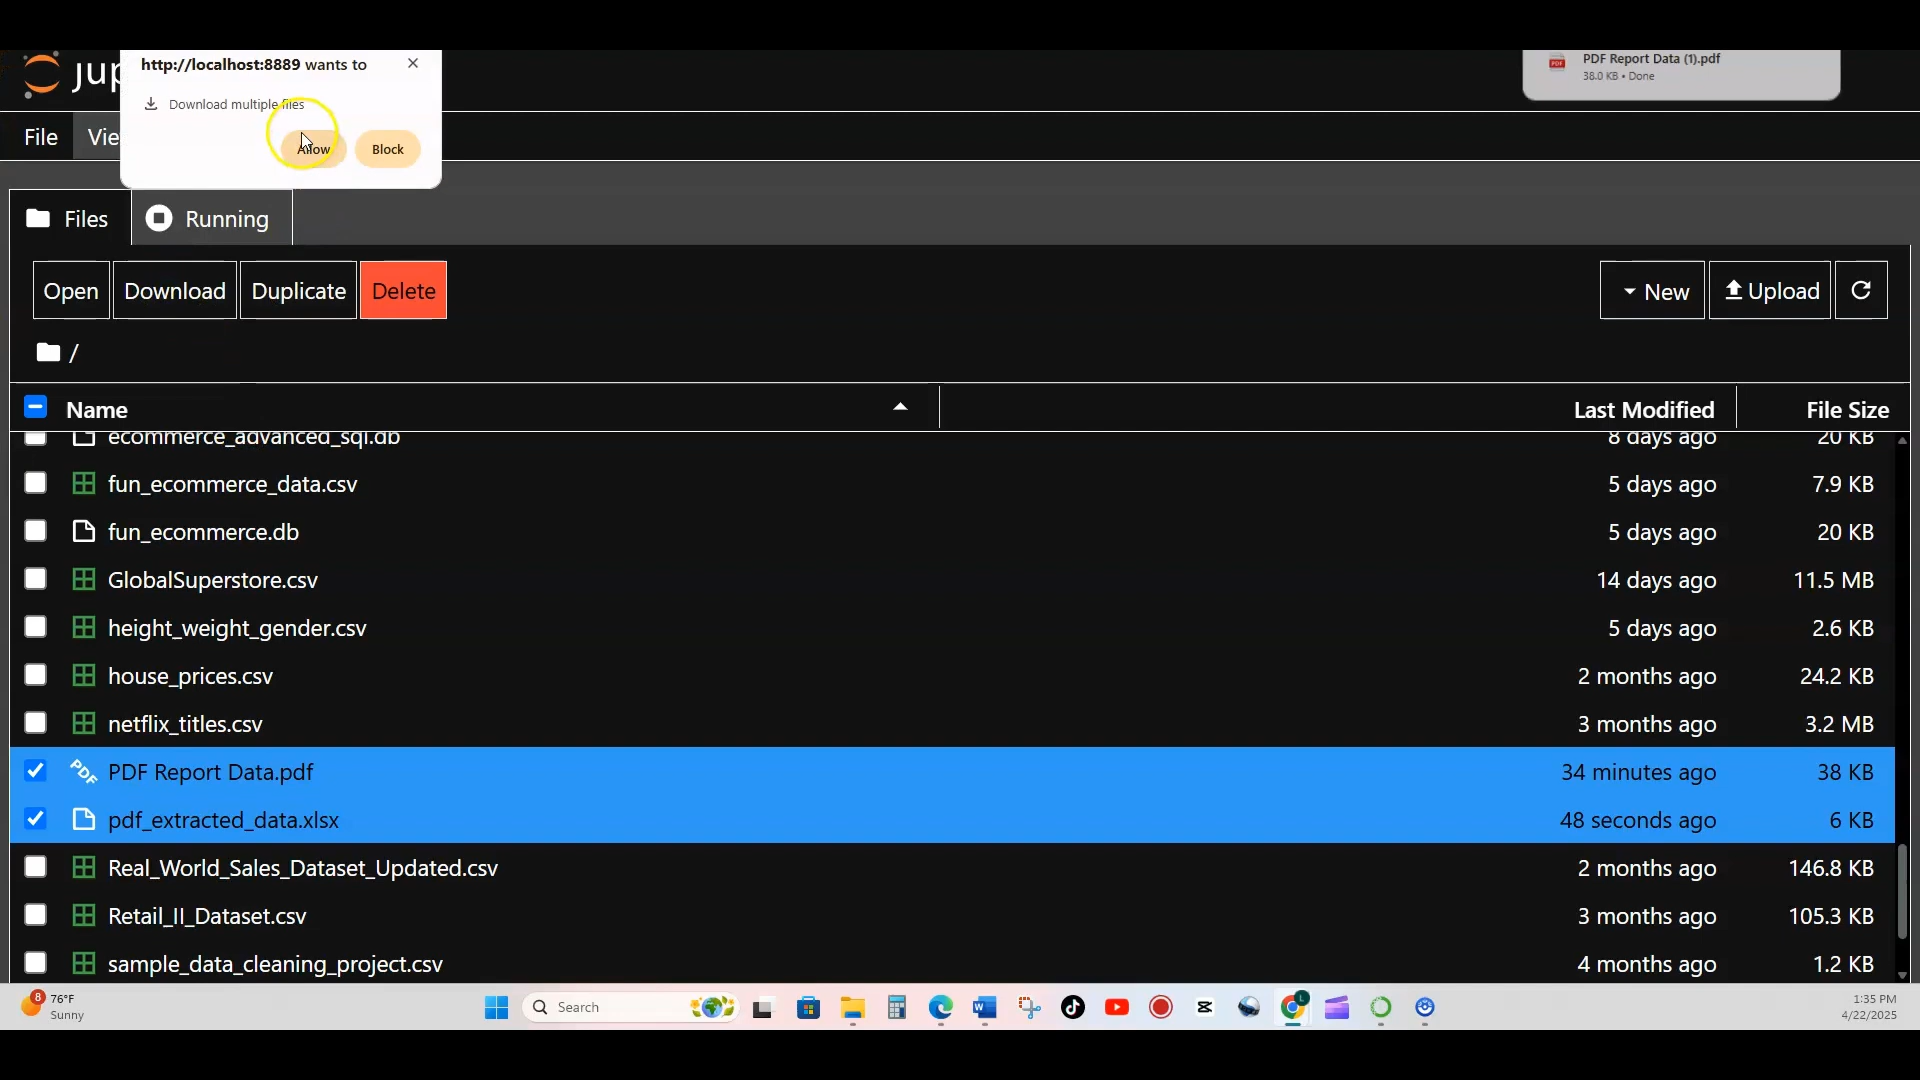 jup
http://localhost:8889 wants to
Download multiple files
Allow
Block
PDF
PDF Report Data (1).pdf
38.0 KB • Done
File
Vie
Files
Running
Open
Download
Duplicate
Delete
New
Upload
/
Name
Last Modified
File Size
ecommerce_advanced_sql.db 8 days ago 20 KB
fun_ecommerce_data.csv 5 days ago 7.9 KB
fun_ecommerce.db 5 days ago 20 KB
GlobalSuperstore.csv 14 days ago 11.5 MB
height_weight_gender.csv 5 days ago 2.6 KB
house_prices.csv 2 months ago 24.2 KB
netflix_titles.csv 3 months ago 3.2 MB
PDF PDF Report Data.pdf 34 minutes ago 38 KB
pdf_extracted_data.xlsx 48 seconds ago 6 KB
Real_World_Sales_Dataset_Updated.csv 2 months ago 146.8 KB
Retail_II_Dataset.csv 3 months ago 105.3 KB
sample_data_cleaning_project.csv 4 months ago 1.2 KB
8
76°F
Sunny
Search
W
L
1:35 PM
4/22/2025